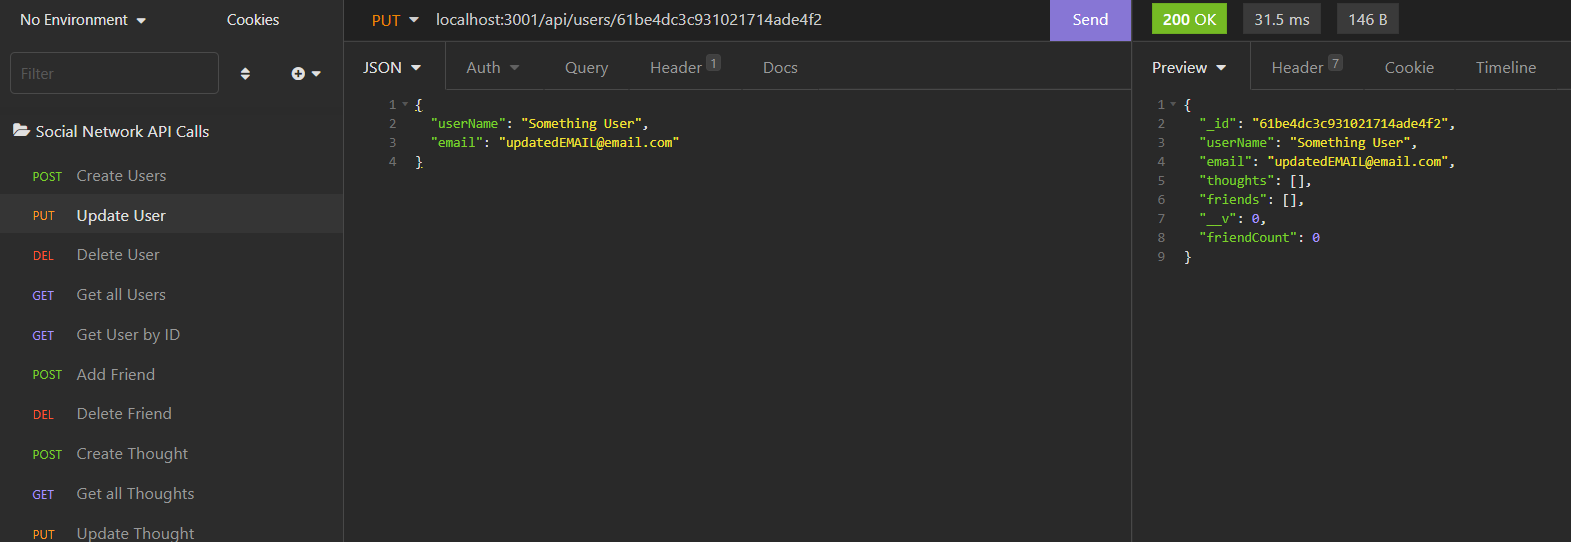 No Environment
Cookies
Filter
Social Network API Calls
POST Create Users
PUT Update User
DEL Delete User
GET Get all Users
GET Get User by ID
POST Add Friend
DEL Delete Friend
POST Create Thought
GET Get all Thoughts
PUT Update Thought
PUT localhost:3001/api/users/61be4dc3c931021714ade4f2 Send
JSON Auth Query Header 1 Docs
1 {
2 "userName": "Something User",
3 "email": "updatedEMAIL@email.com"
4 }
200 OK 31.5 ms 146 B
Preview Header 7 Cookie Timeline
1 {
2 "_id": "61be4dc3c931021714ade4f2",
3 "userName": "Something User",
4 "email": "updatedEMAIL@email.com",
5 "thoughts": [],
6 "friends": [],
7 "__v": 0,
8 "friendCount": 0
9 }